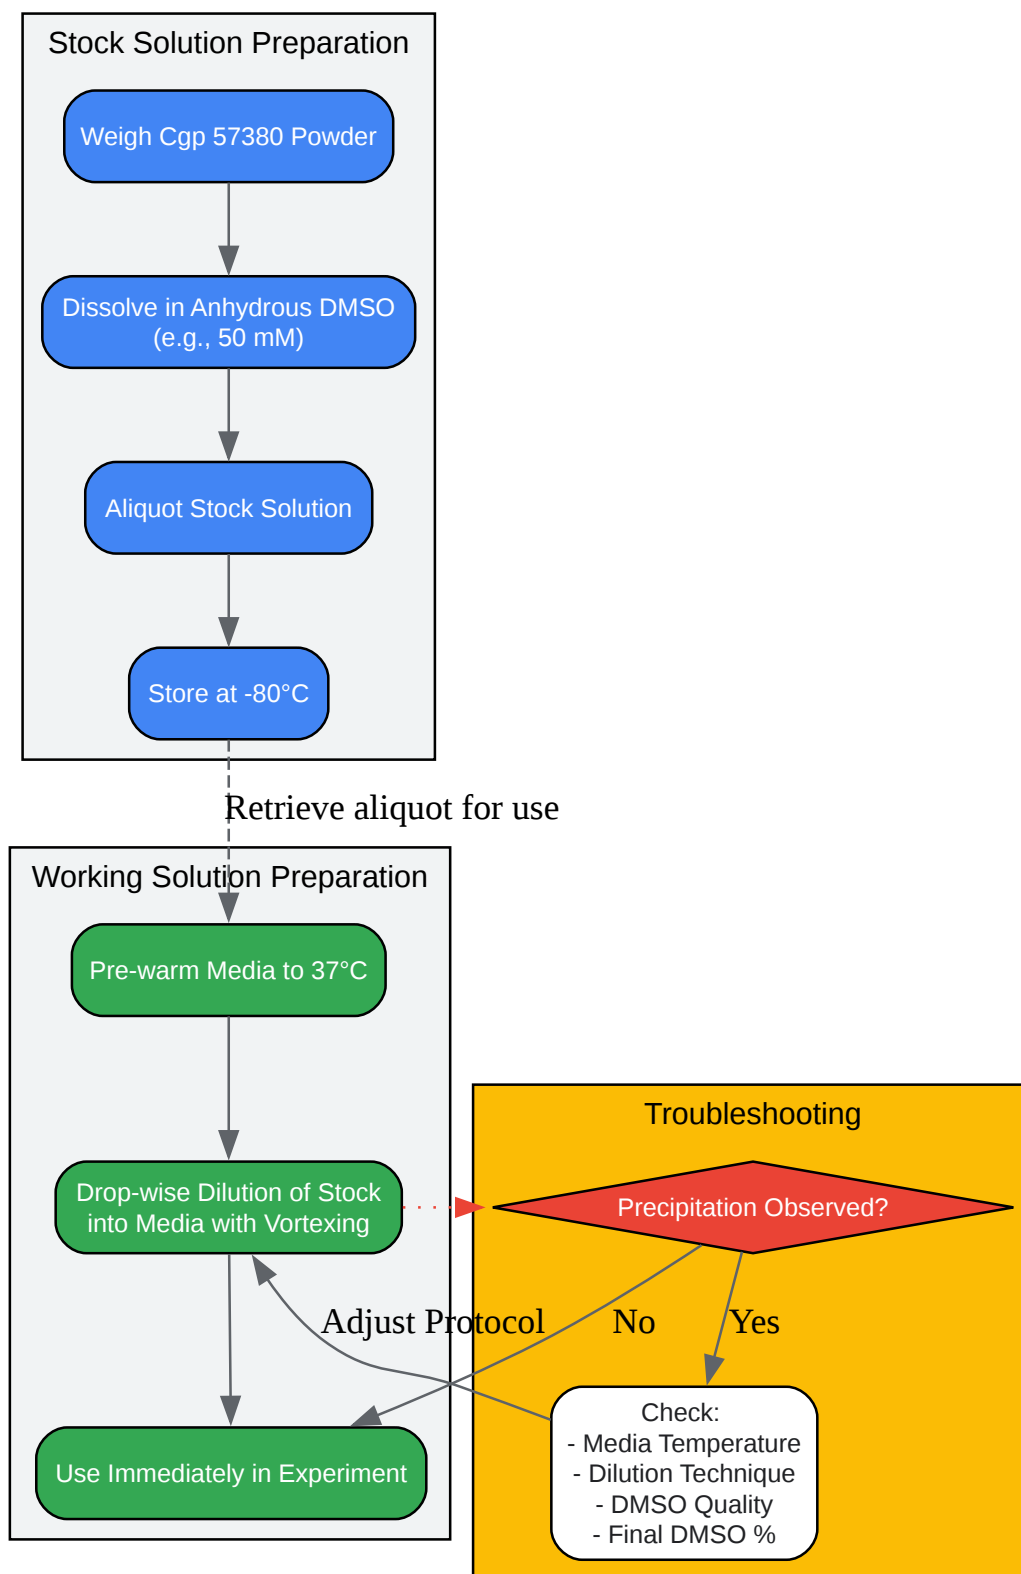 Stock Solution Preparation
Weigh Cgp 57380 Powder
Dissolve in Anhydrous DMSO
(e.g., 50 mM)
Aliquot Stock Solution
Store at -80°C
Retrieve aliquot for use
Working Solution Preparation
Pre-warm Media to 37°C
Troubleshooting
Drop-wise Dilution of Stock
into Media with Vortexing
Precipitation Observed?
Adjust Protocol
No
Yes
Check:
- Media Temperature
- Dilution Technique
- DMSO Quality
- Final DMSO %
Use Immediately in Experiment